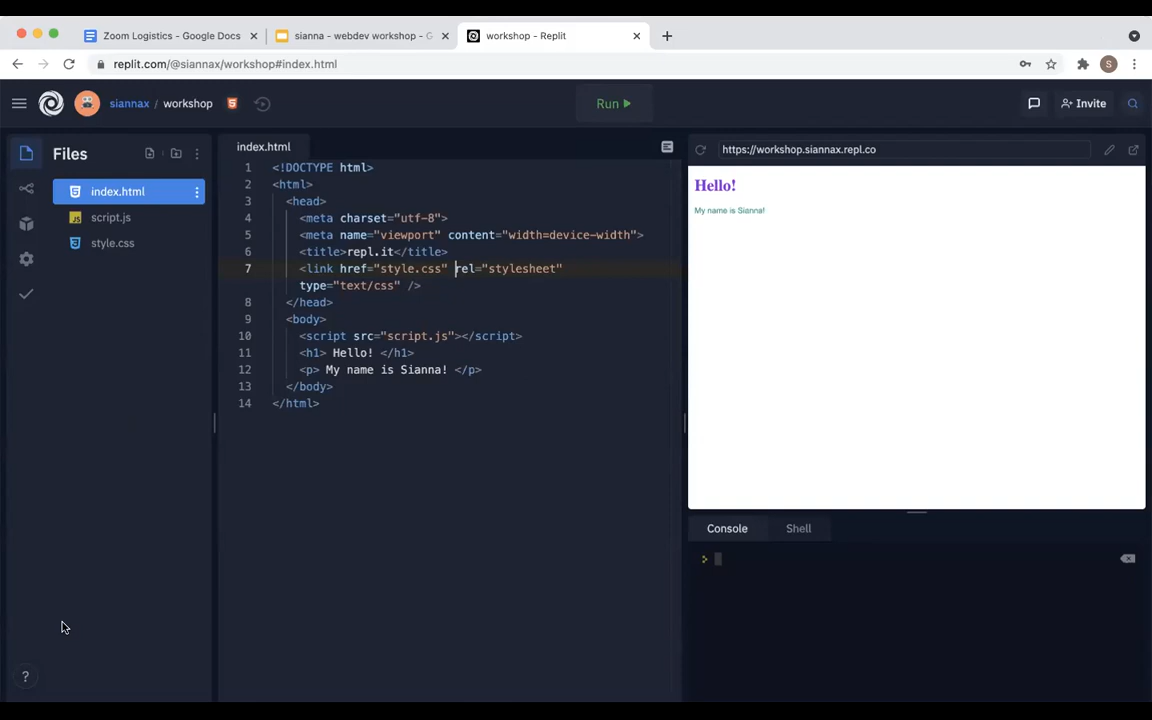 Zoom Logistics - Google Docs
sianna - webdev workshop - G
workshop - Replit
replit.com/@siannax/workshop#index.html
S
siannax / workshop
Run
Invite
Files
index.html
script.js
style.css
index.html
1 <!DOCTYPE html>
2 <html>
3 <head>
4 <meta charset="utf-8">
5 <meta name="viewport" content="width=device-width">
6 <title>repl.it</title>
7 <link href="style.css" rel="stylesheet"
type="text/css" />
8 </head>
9 <body>
10 <script src="script.js"></script>
11 <h1> Hello! </h1>
12 <p> My name is Sianna! </p>
13 </body>
14 </html>
https://workshop.siannax.repl.co
Hello!
My name is Sianna!
Console
Shell
?